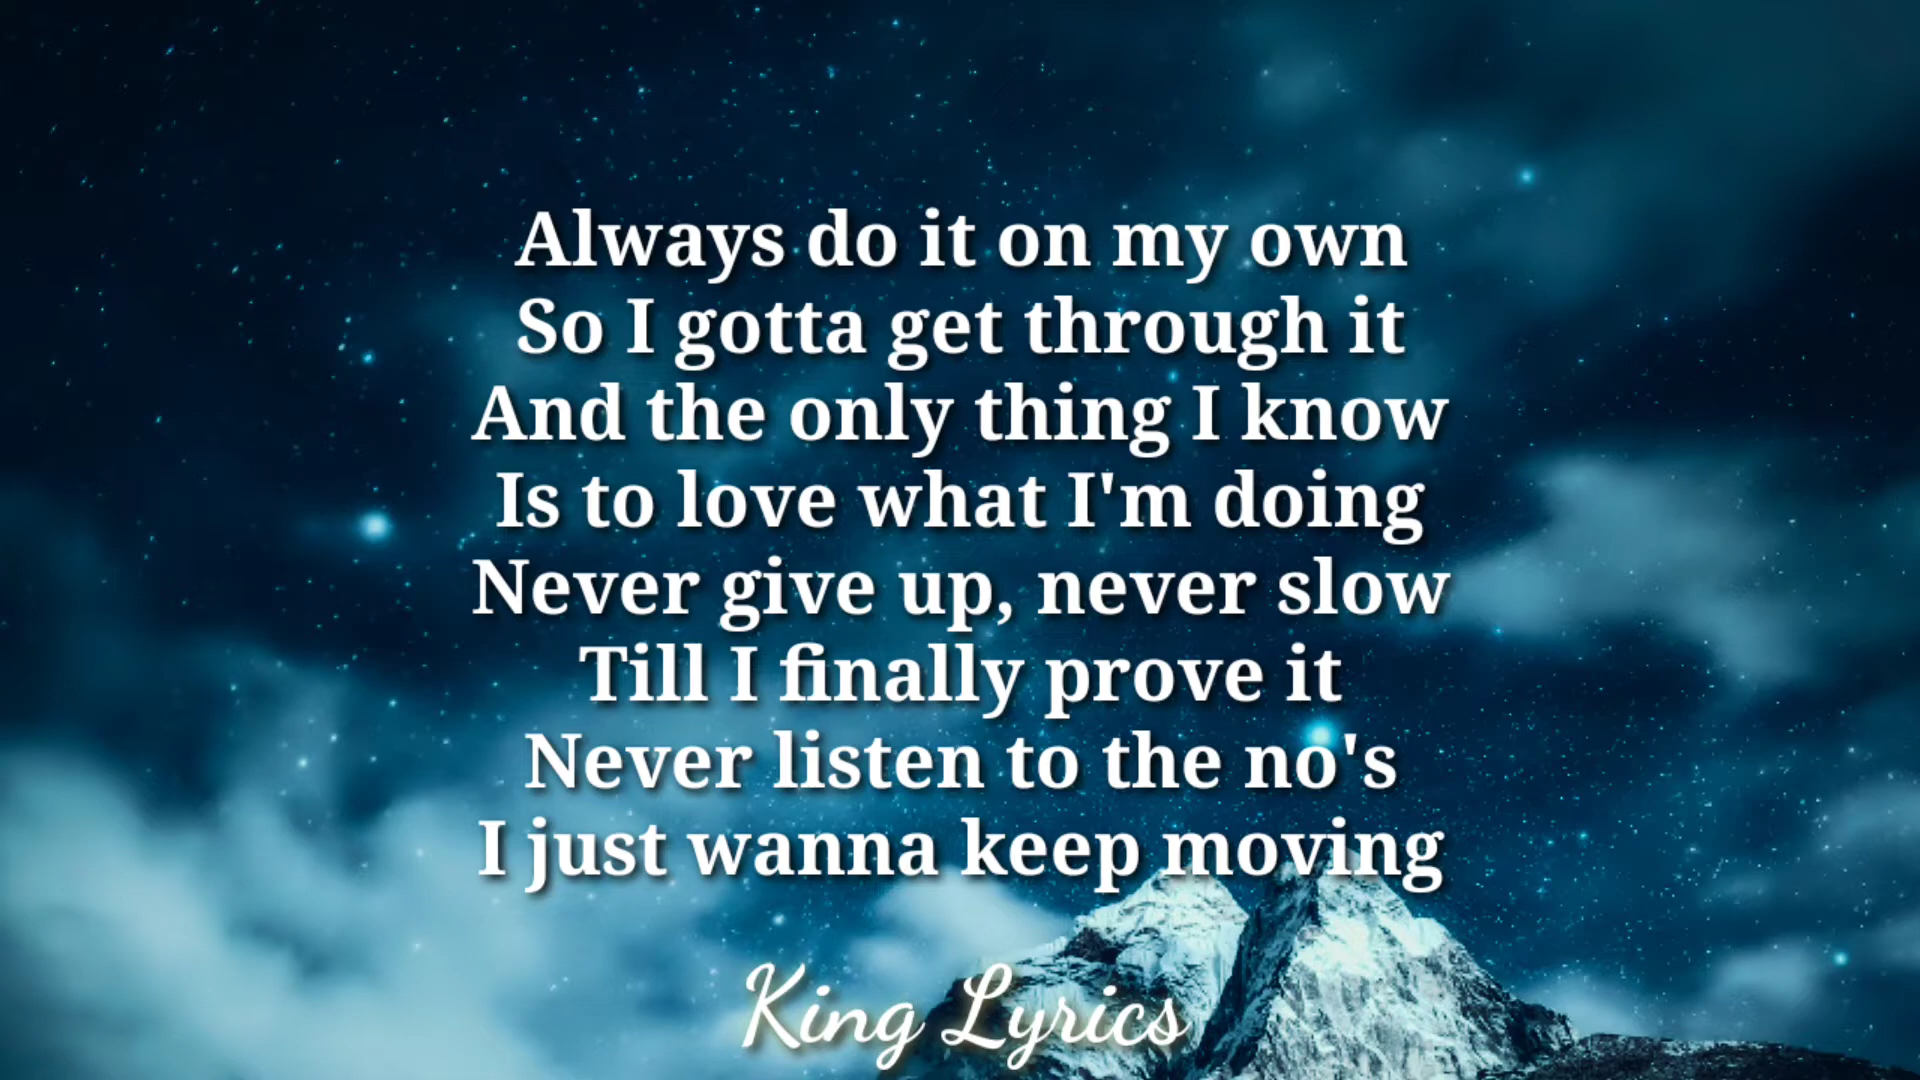 Always do it on my own
So I gotta get through it
And the only thing I know
Is to love what I'm doing
Never give up, never slow
Till I finally prove it
Never listen to the no's
I just wanna keep moving
King Lyrics